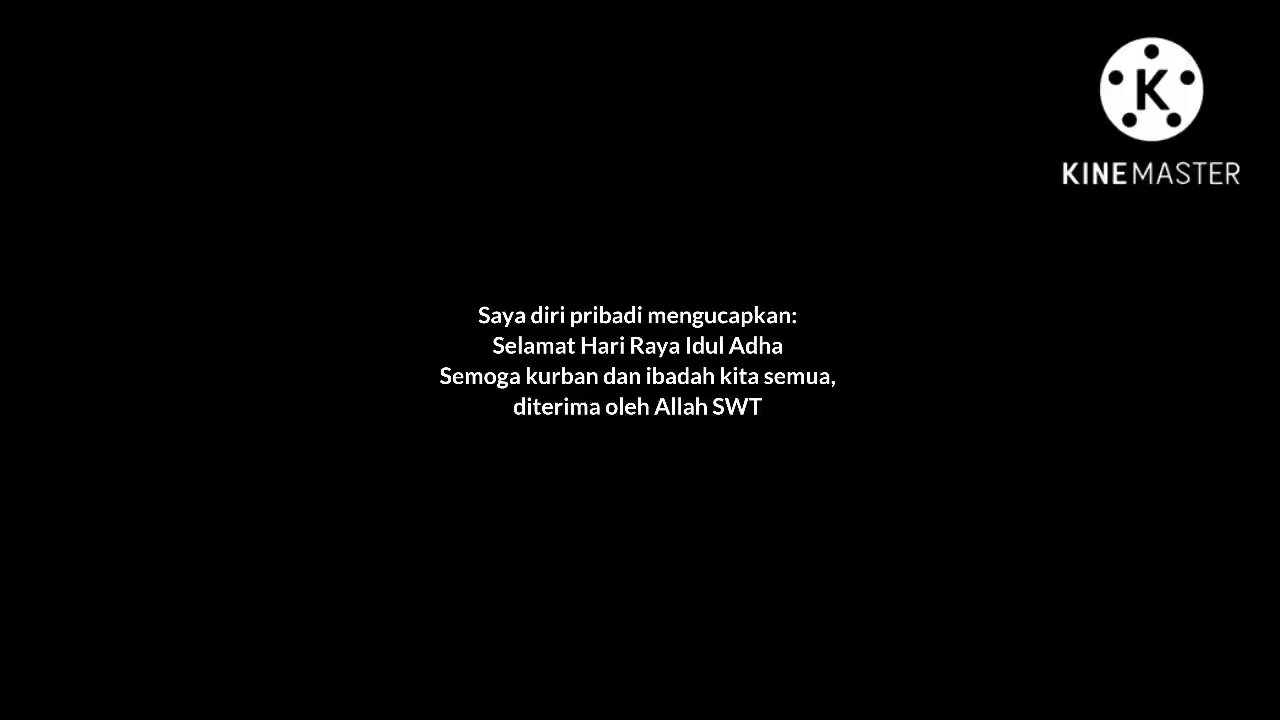 K
KINEMASTER
Saya diri pribadi mengucapkan:
Selamat Hari Raya Idul Adha
Semoga kurban dan ibadah kita semua,
diterima oleh Allah SWT